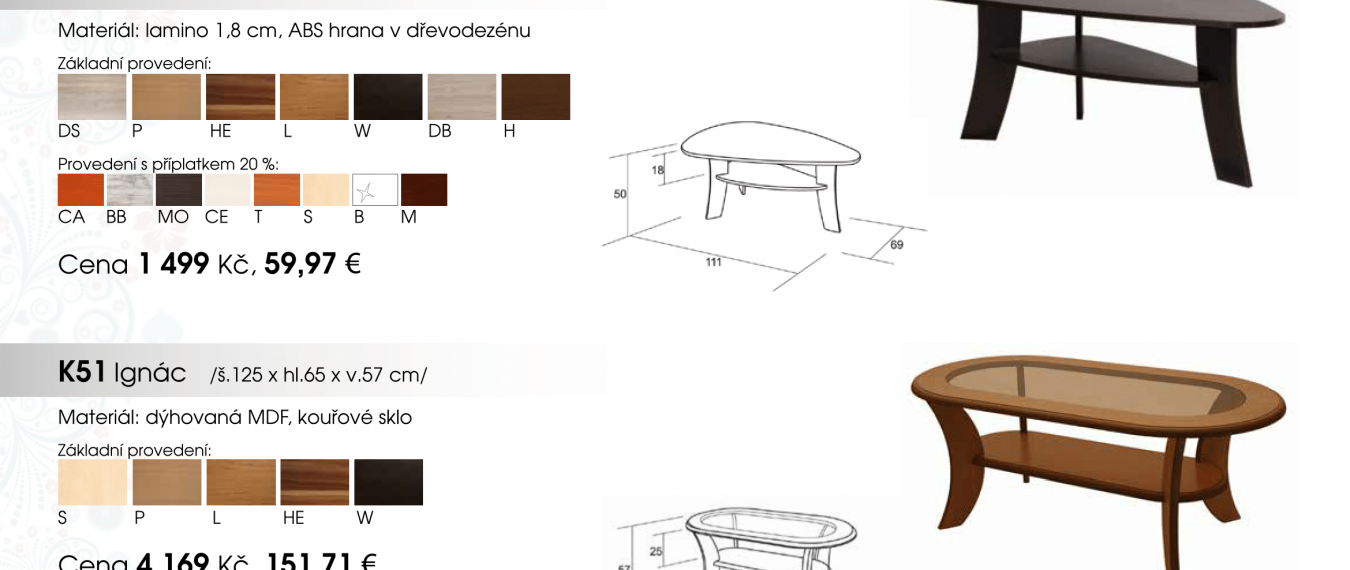 Materiál: lamino 1,8 cm, ABS hrana v dřevodezénu
Základní provedení:
DS P HE L W DB H
Provedení s příplatkem 20 %:
CA BB MO CE T S B M
Cena 1 499 Kč, 59,97 €
18
50
69
111
K51 Ignác /š.125 x hl.65 x v.57 cm/
Materiál: dýhovaná MDF, kouřové sklo
Základní provedení:
S P L HE W
Cena 4 169 Kč, 151,71 €
25
57